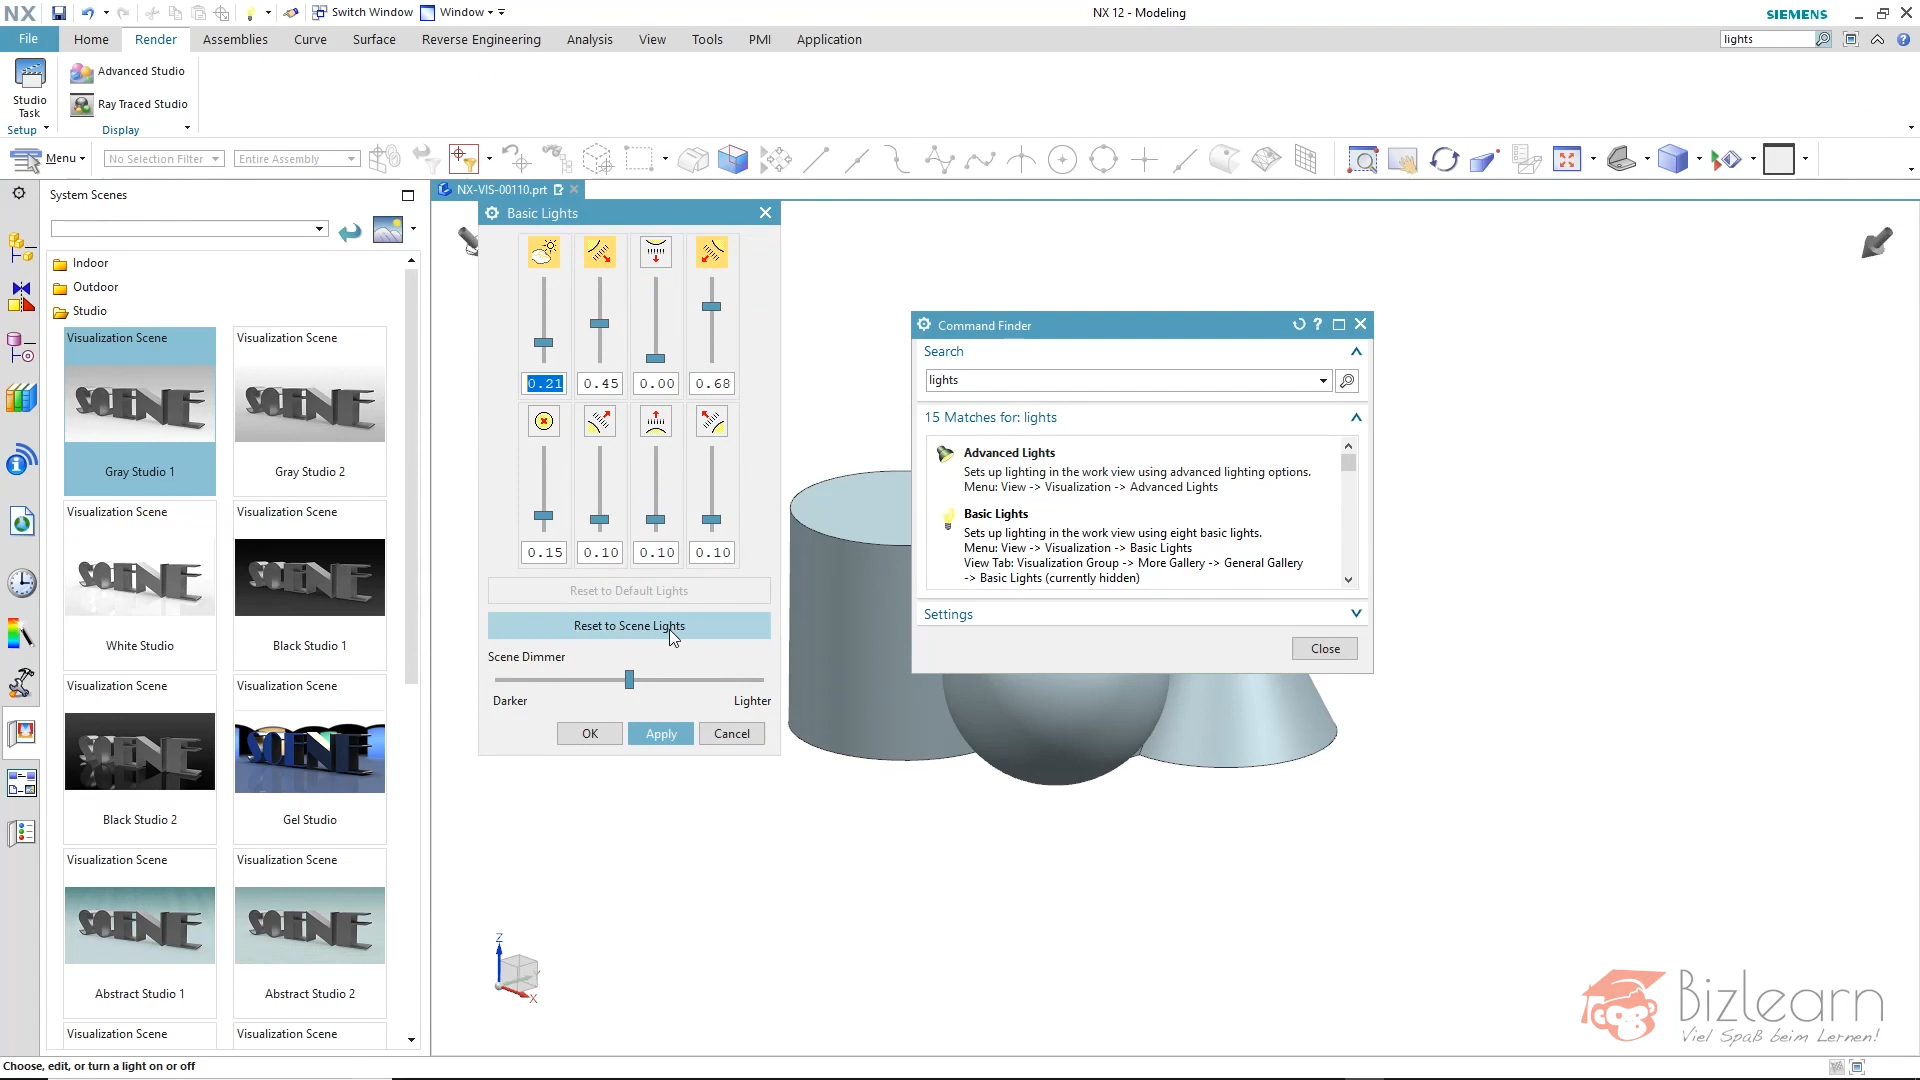 NX
Switch Window
Window
NX 12 - Modeling
SIEMENS
File
Home
Render
Assemblies
Curve
Surface
Reverse Engineering
Analysis
View
Tools
PMI
Application
lights
Studio
Task
Advanced Studio
Ray Traced Studio
Setup
Display
Menu
No Selection Filter
Entire Assembly
System Scenes
NX-VIS-00110.prt
Indoor
Outdoor
Studio
Visualization Scene
Visualization Scene
SCENE
SCENE
Gray Studio 1
Gray Studio 2
Visualization Scene
Visualization Scene
SCENE
SCENE
White Studio
Black Studio 1
Visualization Scene
Visualization Scene
SCENE
SCENE
Black Studio 2
Gel Studio
Visualization Scene
Visualization Scene
SCENE
SCENE
Abstract Studio 1
Abstract Studio 2
Visualization Scene
Visualization Scene
Basic Lights
0.21
0.45
0.00
0.68
0.15
0.10
0.10
0.10
Reset to Default Lights
Reset to Scene Lights
Scene Dimmer
Darker
Lighter
OK
Apply
Cancel
Command Finder
Search
lights
15 Matches for: lights
Advanced Lights
Sets up lighting in the work view using advanced lighting options.
Menu: View -> Visualization -> Advanced Lights
Basic Lights
Sets up lighting in the work view using eight basic lights.
Menu: View -> Visualization -> Basic Lights
View Tab: Visualization Group -> More Gallery -> General Gallery
-> Basic Lights (currently hidden)
Settings
Close
Z
X
Bizlearn
Viel Spaß beim Lernen!
Choose, edit, or turn a light on or off